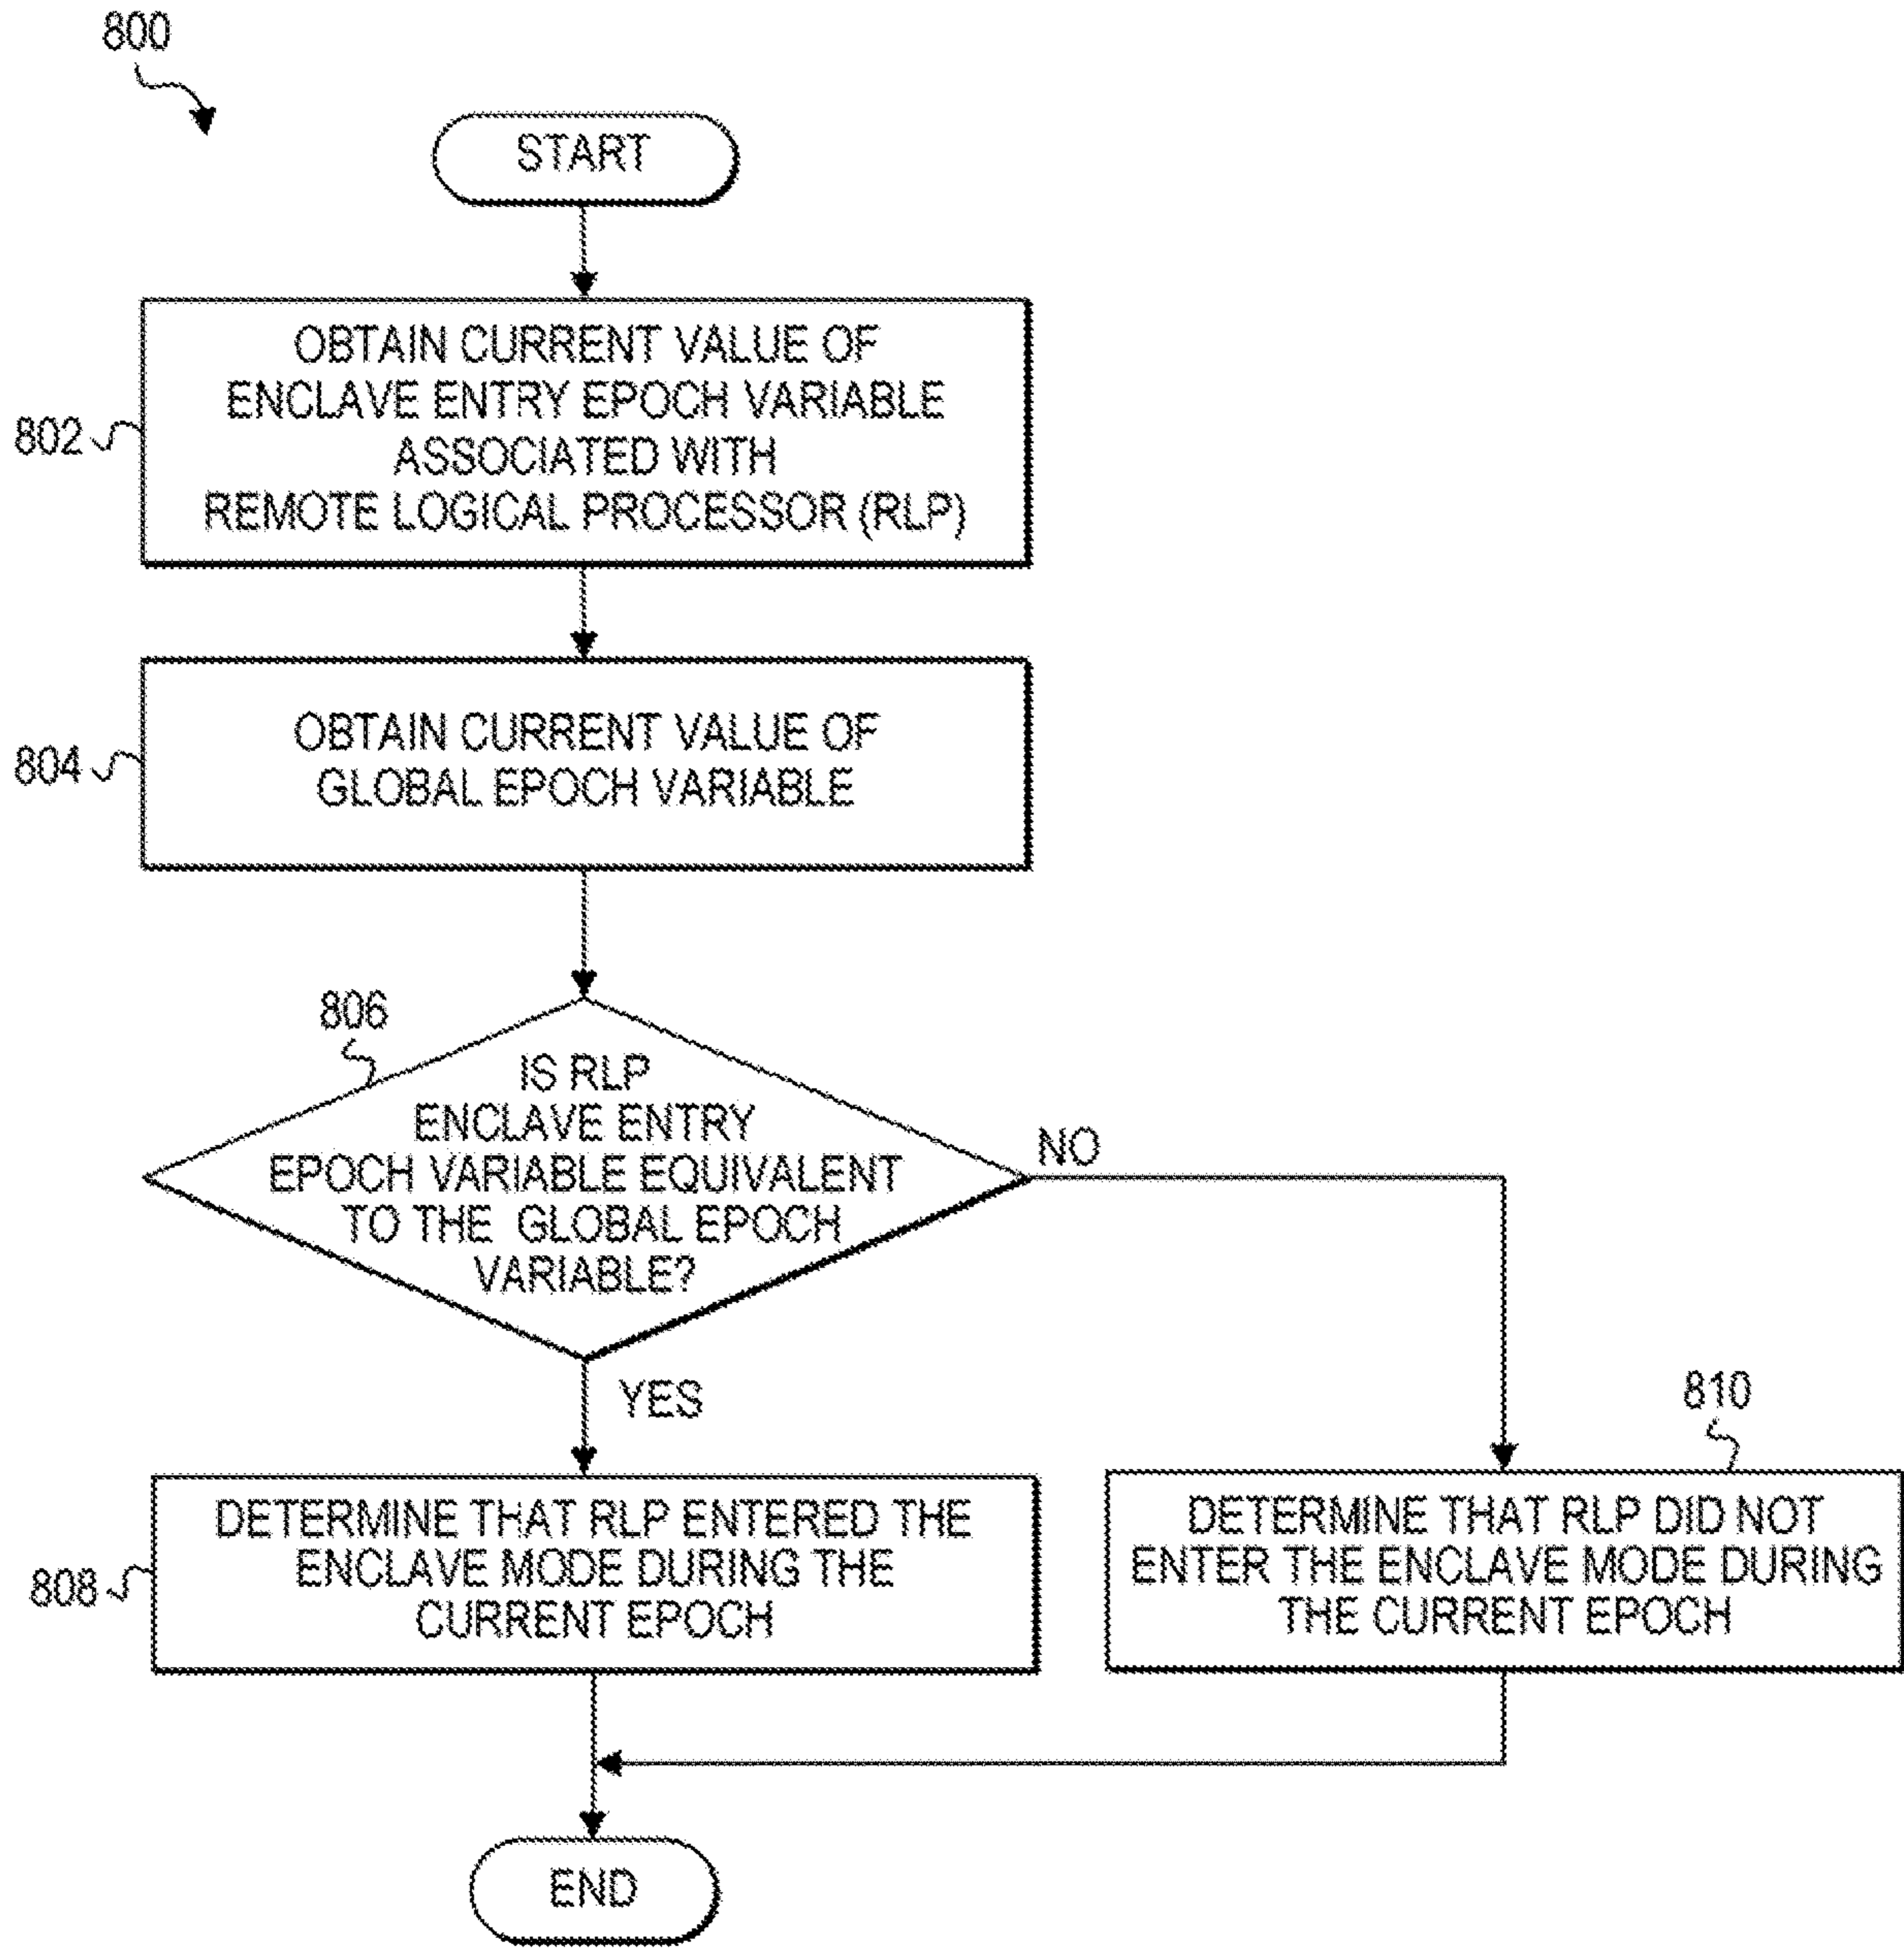 800
START
OBTAIN CURRENT VALUE OF
ENCLAVE ENTRY EPOCH VARIABLE
ASSOCIATED WITH
REMOTE LOGICAL PROCESSOR (RLP)
802
OBTAIN CURRENT VALUE OF
GLOBAL EPOCH VARIABLE
804
806
IS RLP
ENCLAVE ENTRY
EPOCH VARIABLE EQUIVALENT
TO THE GLOBAL EPOCH
VARIABLE?
NO
YES
810
DETERMINE THAT RLP ENTERED THE
ENCLAVE MODE DURING THE
CURRENT EPOCH
808
DETERMINE THAT RLP DID NOT
ENTER THE ENCLAVE MODE DURING
THE CURRENT EPOCH
END